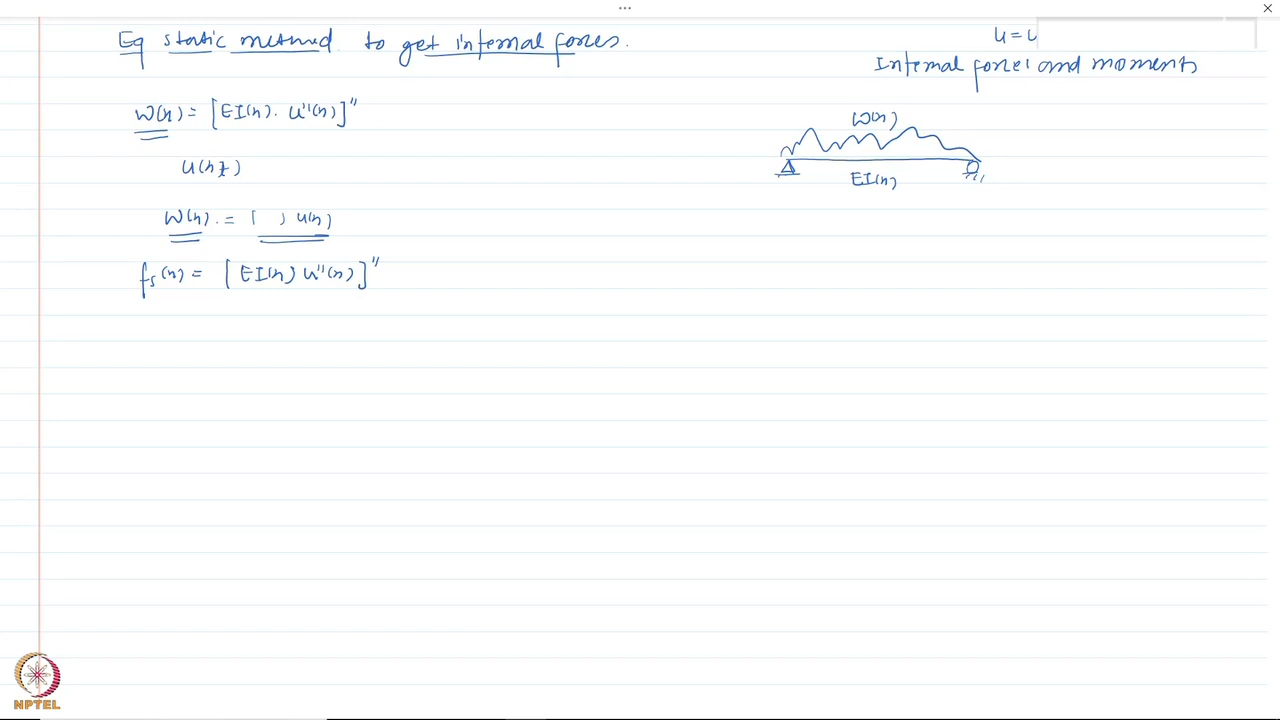 Eq static method to get internal forces.
u = u
Internal forces and moments
W(x) = [EI(x). u''(x)]''
W(x)
EI(x)
u(x t)
W(x) = [ ] u(x)
fs(x) = [EI(x) u''(x)]''
NPTEL